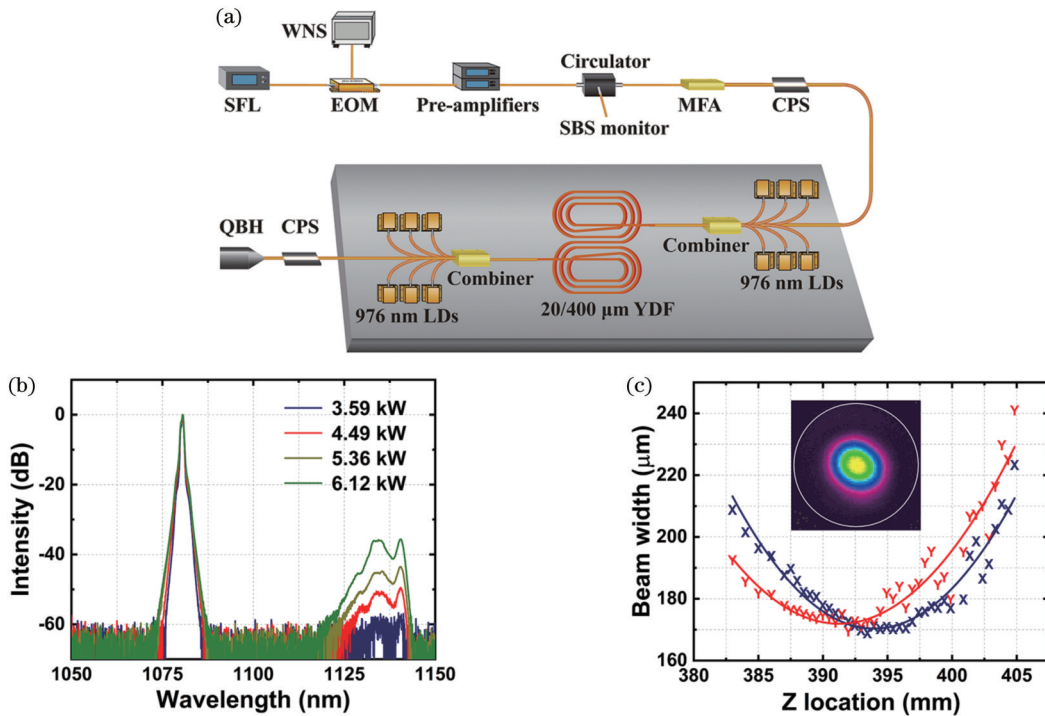 (a)
WNS
Circulator
SFL
EOM
Pre-amplifiers
MFA
CPS
SBS monitor
QBH
CPS
Combiner
Combiner
976 nm LDs
976 nm LDs
20/400 μm YDF
(b)
0
-20
-40
-60
Intensity (dB)
3.59 kW
4.49 kW
5.36 kW
6.12 kW
1050
1075
1100
1125
1150
Wavelength (nm)
(c)
240
220
200
180
160
Beam width (μm)
X
Y
380
385
390
395
400
405
Z location (mm)